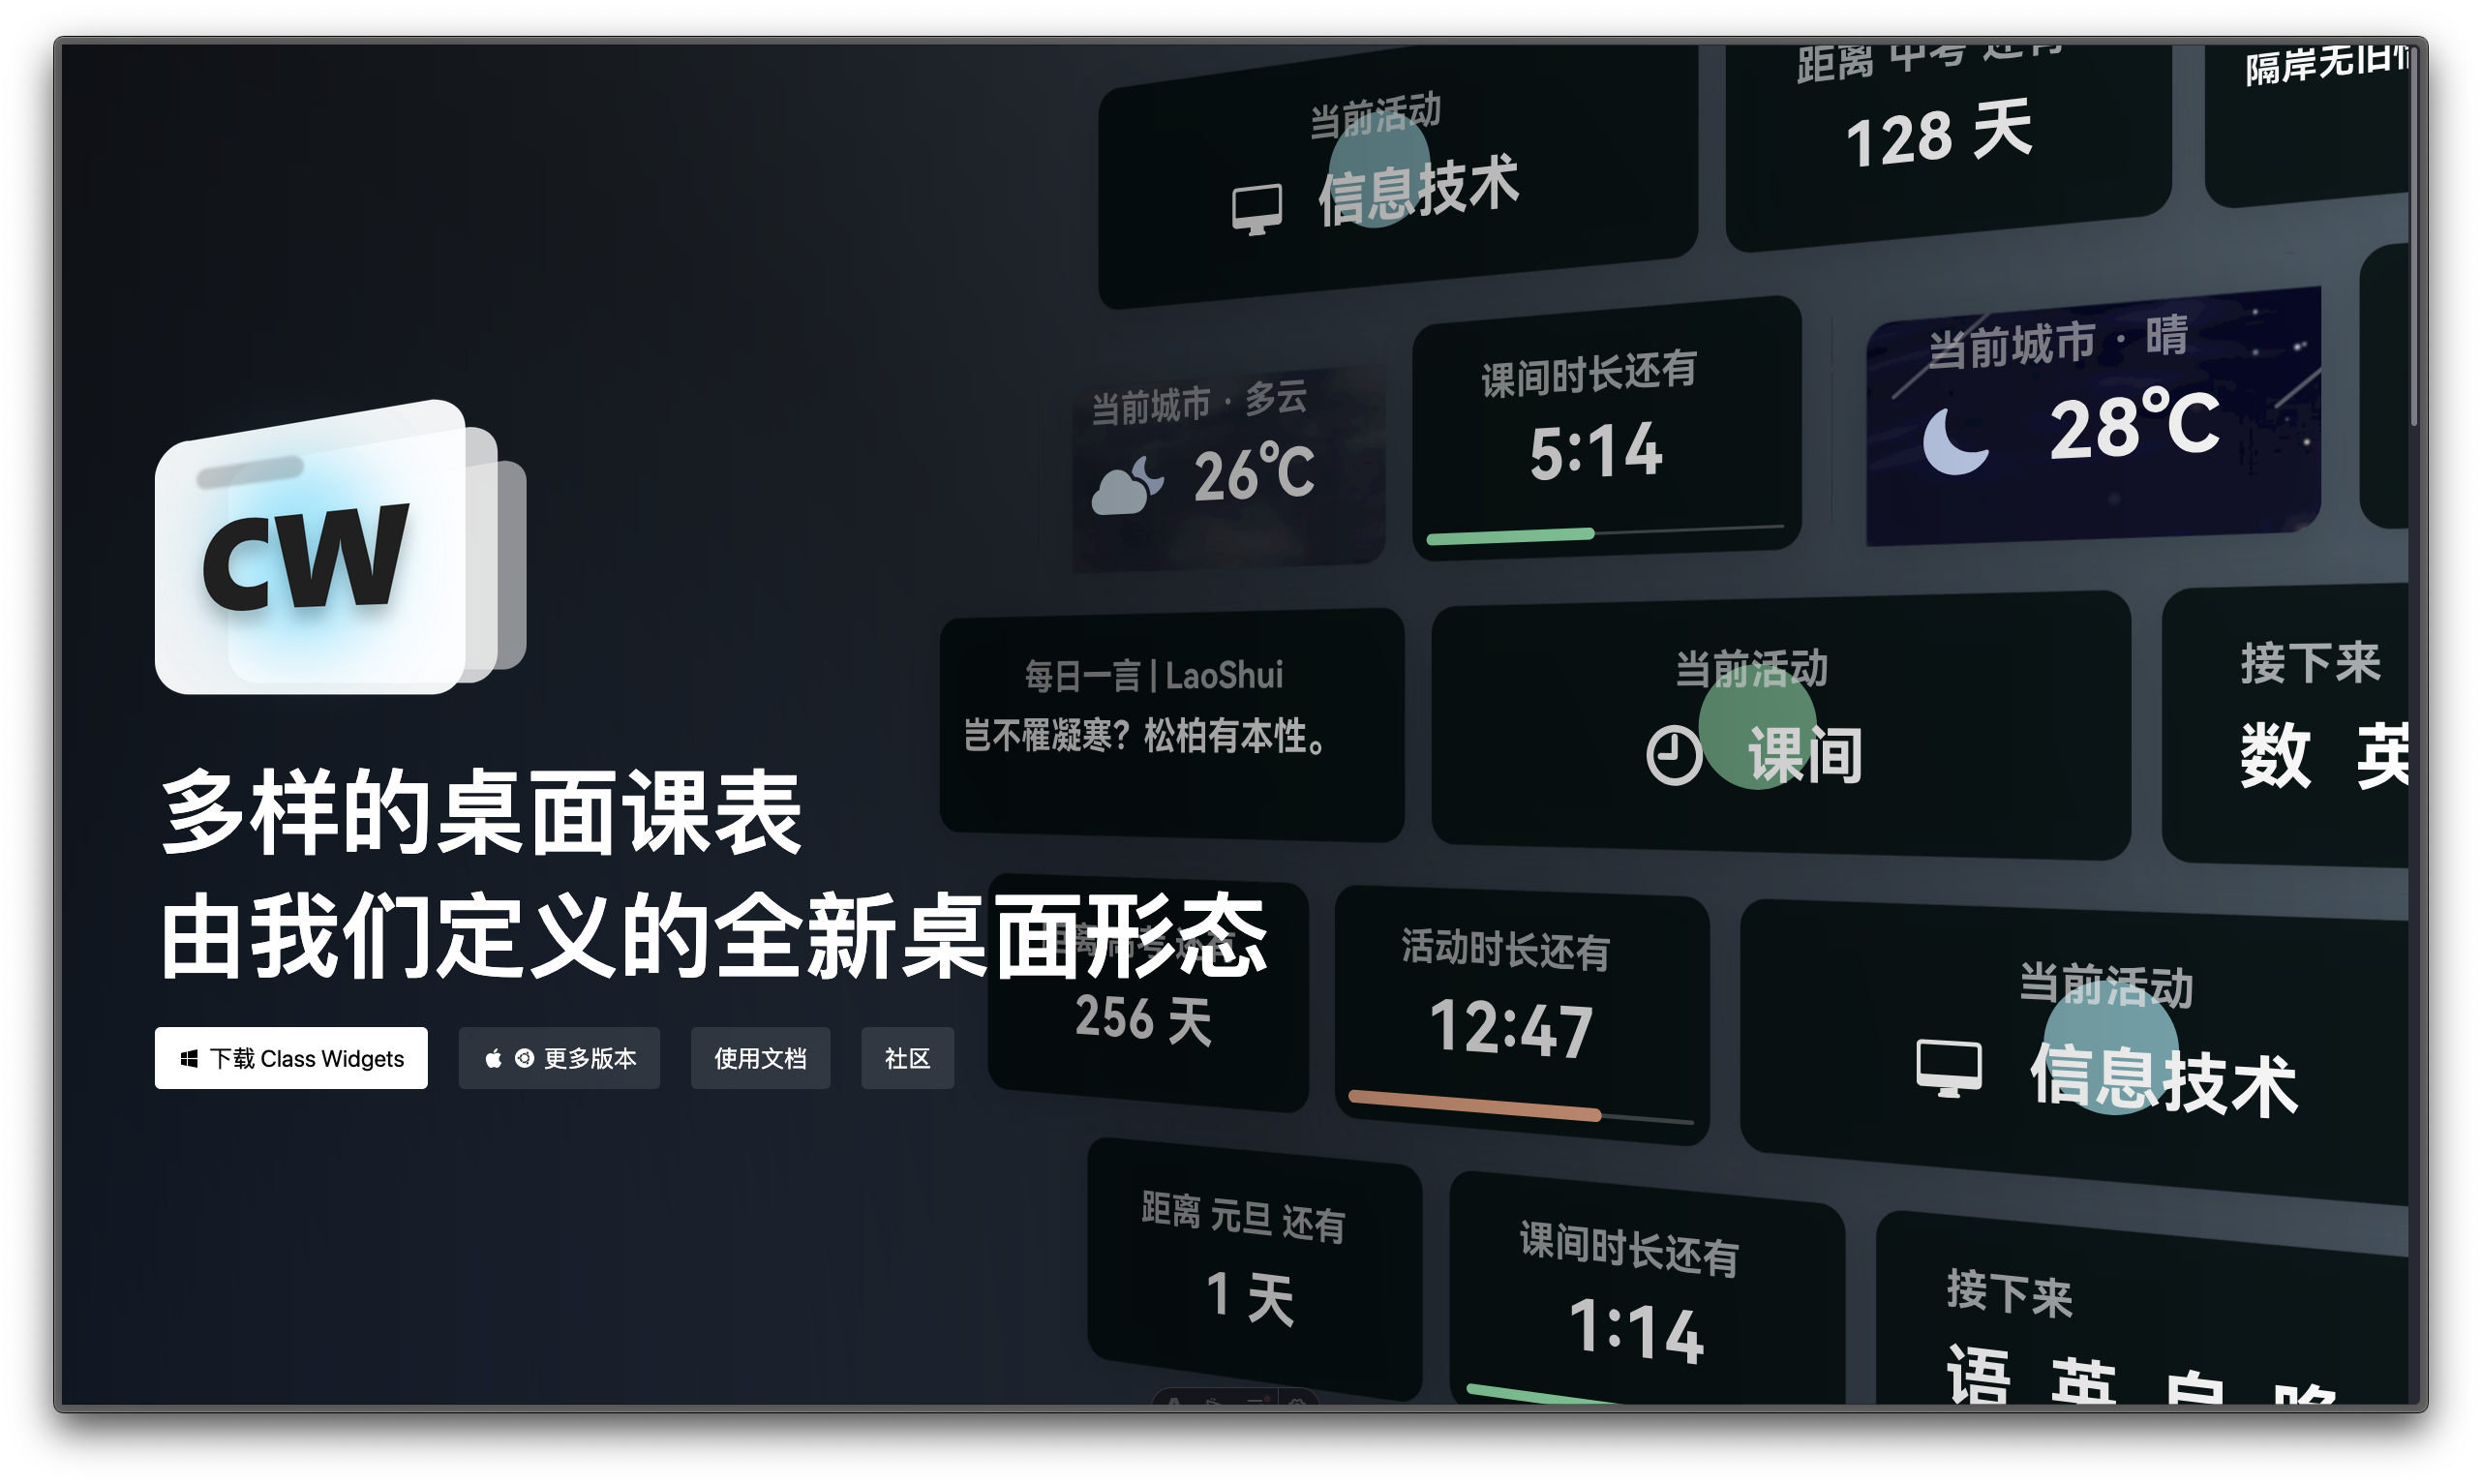 当前活动
信息技术
距离 中考 还有
128 天
隔岸无旧
当前城市 · 多云
26℃
课间时长还有
5:14
当前城市 · 晴
28℃
CW
每日一言 | LaoShui
岂不罹凝寒？松柏有本性。
当前活动
课间
接下来
数 英
多样的桌面课表
由我们定义的全新桌面形态
256 天
活动时长还有
12:47
当前活动
信息技术
下载 Class Widgets
更多版本
使用文档
社区
距离 元旦 还有
1 天
课间时长还有
1:14
接下来
语 英